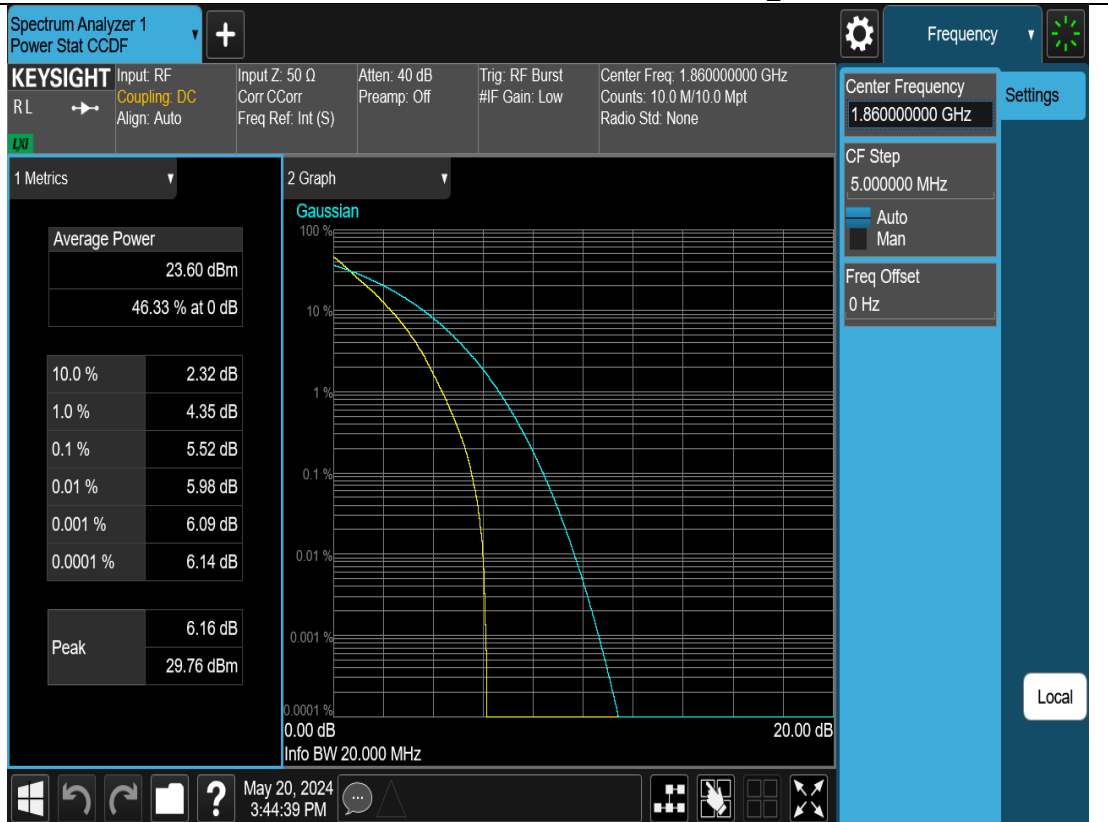 Spectrum Analyzer 1
Power Stat CCDF
Frequency
KEYSIGHT
RL
LXI
Input: RF
Coupling: DC
Align: Auto
Input Z: 50 Ω
Corr CCorr
Freq Ref: Int (S)
Atten: 40 dB
Preamp: Off
Trig: RF Burst
#IF Gain: Low
Center Freq: 1.860000000 GHz
Counts: 10.0 M/10.0 Mpt
Radio Std: None
1 Metrics
Average Power
23.60 dBm
46.33 % at 0 dB
10.0 % 2.32 dB
1.0 % 4.35 dB
0.1 % 5.52 dB
0.01 % 5.98 dB
0.001 % 6.09 dB
0.0001 % 6.14 dB
Peak
6.16 dB
29.76 dBm
2 Graph
Gaussian
100 %
10 %
1 %
0.1 %
0.01 %
0.001 %
0.0001 %
0.00 dB 20.00 dB
Info BW 20.000 MHz
Center Frequency
1.860000000 GHz
CF Step
5.000000 MHz
Auto
Man
Freq Offset
0 Hz
Settings
Local
?
May 20, 2024
3:44:39 PM